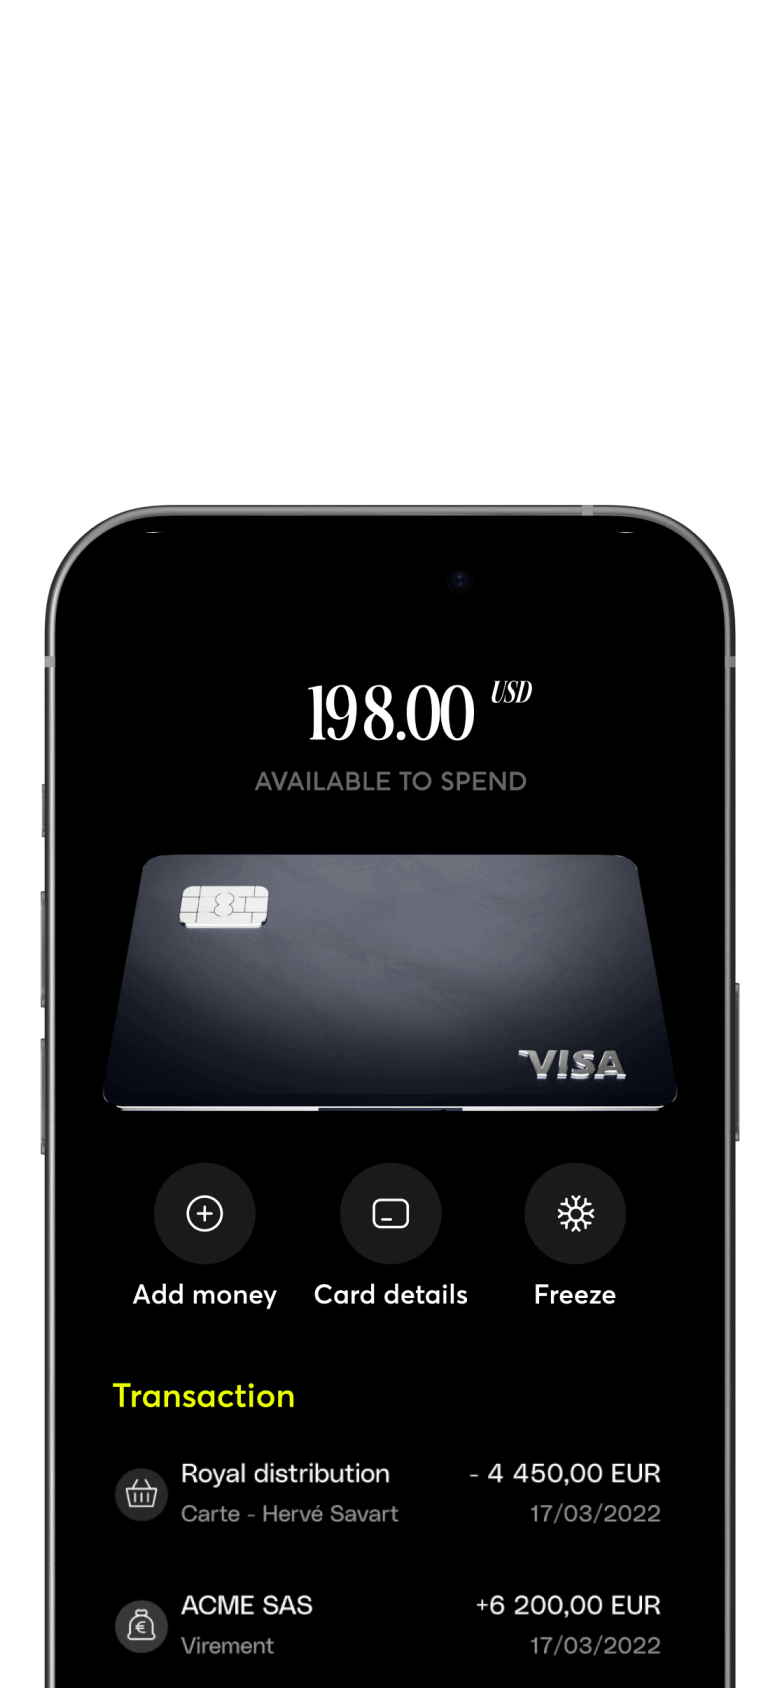 198.00 USD
AVAILABLE TO SPEND
VISA
Add money
Card details
Freeze
Transaction
Royal distribution
- 4 450,00 EUR
Carte - Hervé Savart
17/03/2022
ACME SAS
+6 200,00 EUR
Virement
17/03/2022